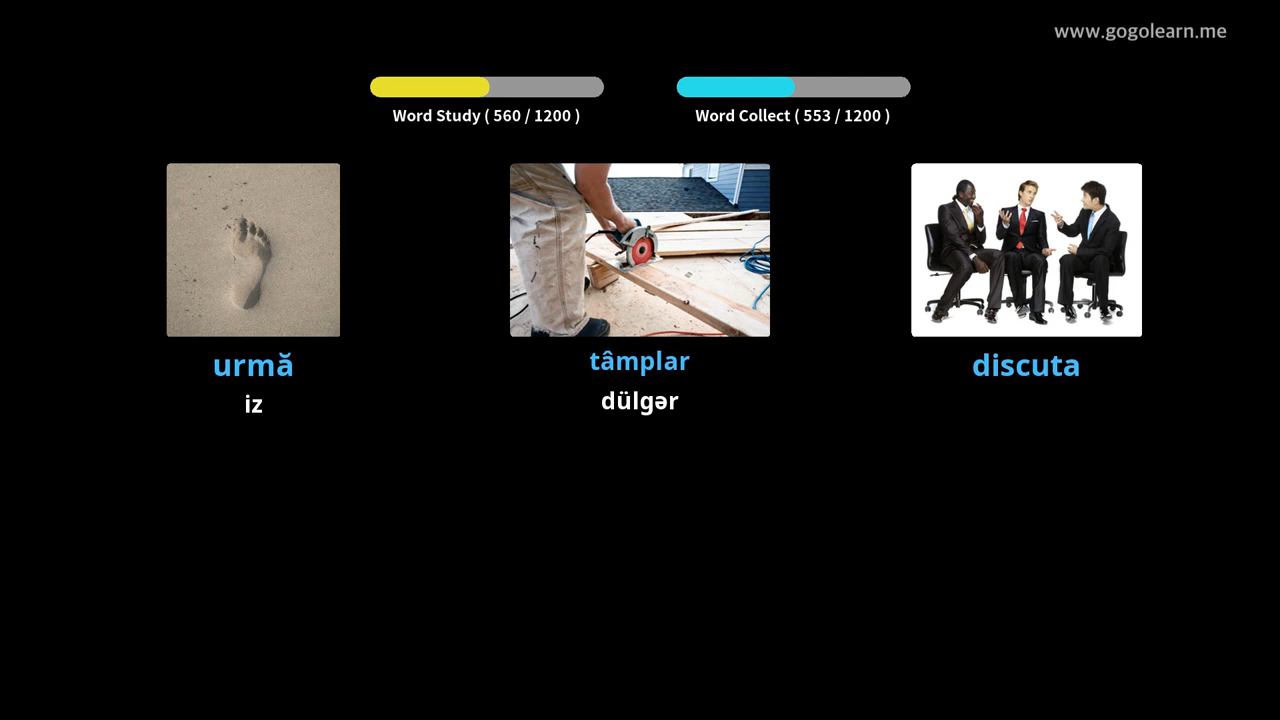 www.gogolearn.me
Word Study ( 560 / 1200 )
Word Collect ( 553 / 1200 )
urmă
iz
tâmplar
dülgər
discuta